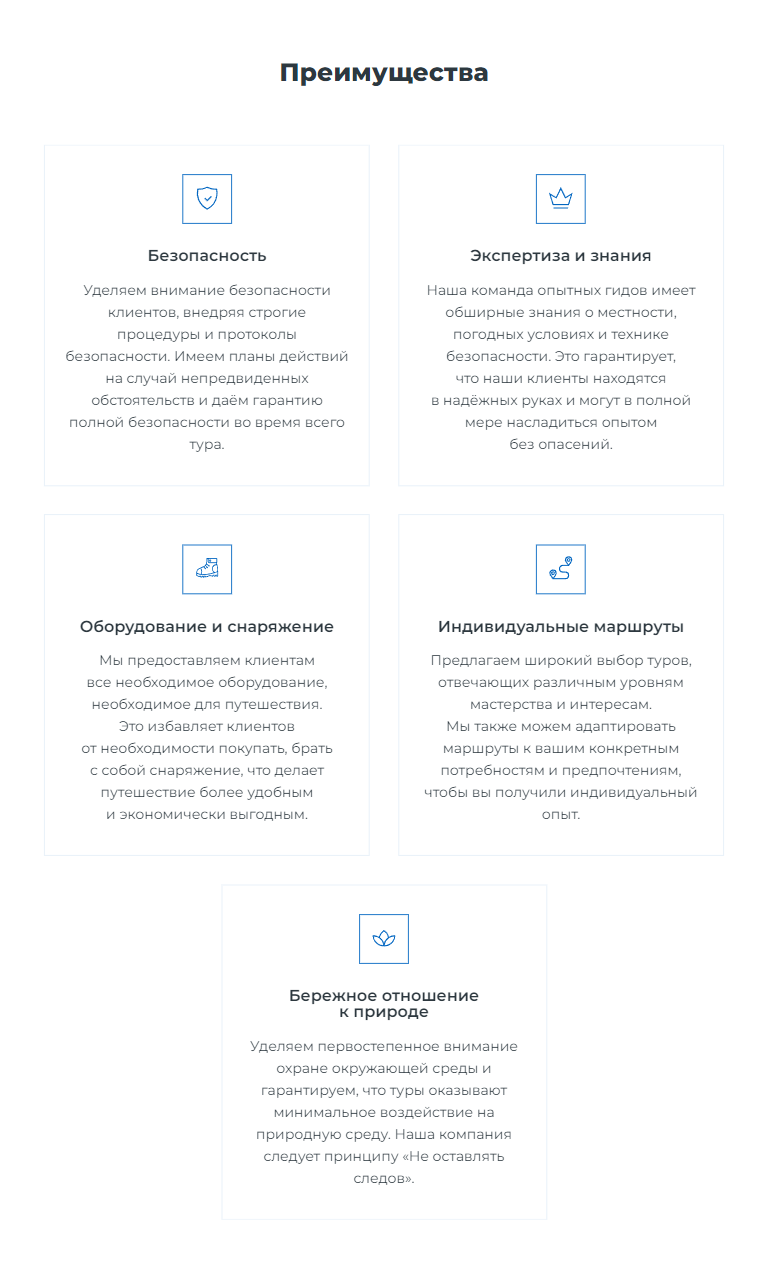 Преимущества
Безопасность
Уделяем внимание безопасности
клиентов, внедряя строгие
процедуры и протоколы
безопасности. Имеем планы действий
на случай непредвиденных
обстоятельств и даём гарантию
полной безопасности во время всего
тура.
Экспертиза и знания
Наша команда опытных гидов имеет
обширные знания о местности,
погодных условиях и технике
безопасности. Это гарантирует,
что наши клиенты находятся
в надёжных руках и могут в полной
мере насладиться опытом
без опасений.
Оборудование и снаряжение
Мы предоставляем клиентам
все необходимое оборудование,
необходимое для путешествия.
Это избавляет клиентов
от необходимости покупать, брать
с собой снаряжение, что делает
путешествие более удобным
и экономически выгодным.
Индивидуальные маршруты
Предлагаем широкий выбор туров,
отвечающих различным уровням
мастерства и интересам.
Мы также можем адаптировать
маршруты к вашим конкретным
потребностям и предпочтениям,
чтобы вы получили индивидуальный
опыт.
Бережное отношение
к природе
Уделяем первостепенное внимание
охране окружающей среды и
гарантируем, что туры оказывают
минимальное воздействие на
природную среду. Наша компания
следует принципу «Не оставлять
следов».